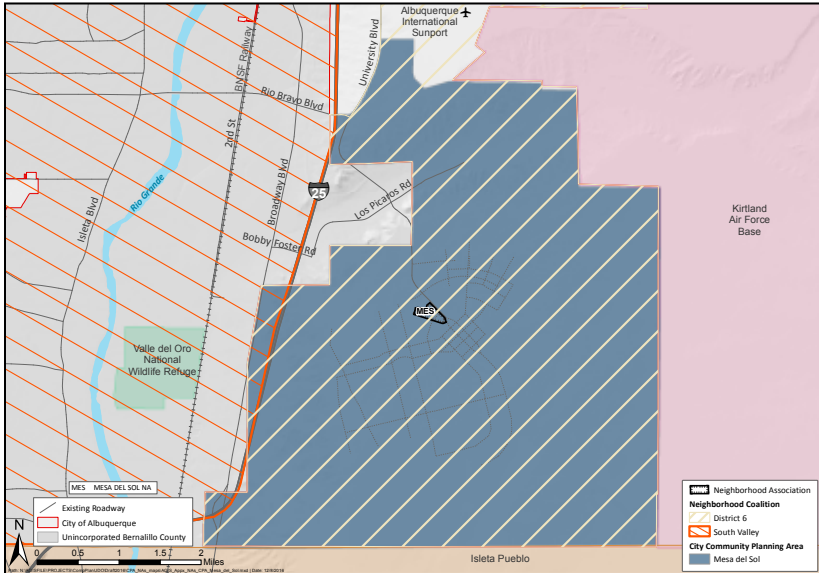 Albuquerque
International
Sunport
University Blvd
BNSF Railway
Rio Bravo Blvd
2nd St
Broadway Blvd
Rio Grande
25
Los Picaros Rd
Isleta Blvd
Bobby Foster Rd
Kirtland
Air Force
Base
MES
Valle del Oro
National
Wildlife Refuge
MES MESA DEL SOL NA
Existing Roadway
City of Albuquerque
Unincorporated Bernalillo County
N
0 0.5 1 1.5 2
Miles
Isleta Pueblo
Neighborhood Association
Neighborhood Coalition
District 6
South Valley
City Community Planning Area
Mesa del Sol